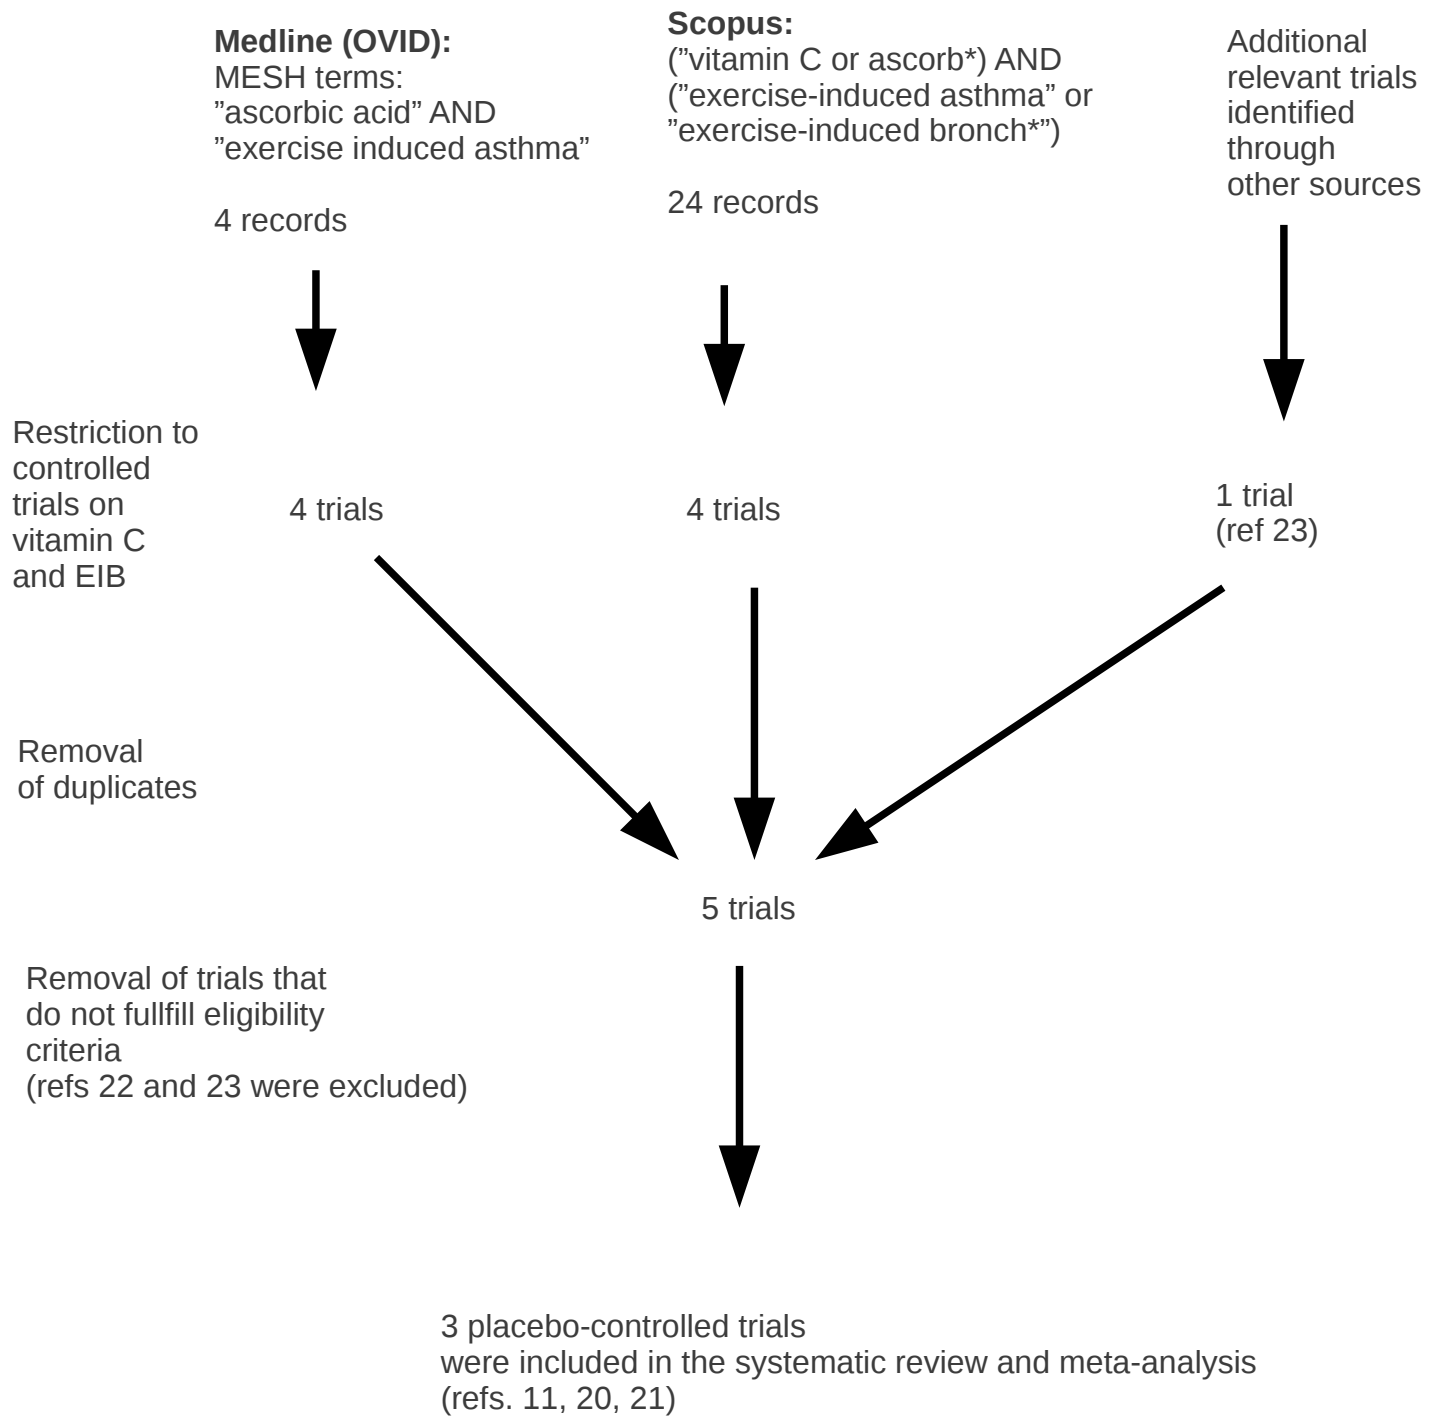 Medline (OVID):
MESH terms:
”ascorbic acid” AND
”exercise induced asthma”
4 records
Scopus:
(”vitamin C or ascorb*) AND
(”exercise-induced asthma” or
”exercise-induced bronch*”)
24 records
Additional
relevant trials
identified
through
other sources
Restriction to
controlled
trials on
vitamin C
and EIB
4 trials
4 trials
1 trial
(ref 23)
Removal
of duplicates
5 trials
Removal of trials that
do not fullfill eligibility
criteria
(refs 22 and 23 were excluded)
3 placebo-controlled trials
were included in the systematic review and meta-analysis
(refs. 11, 20, 21)